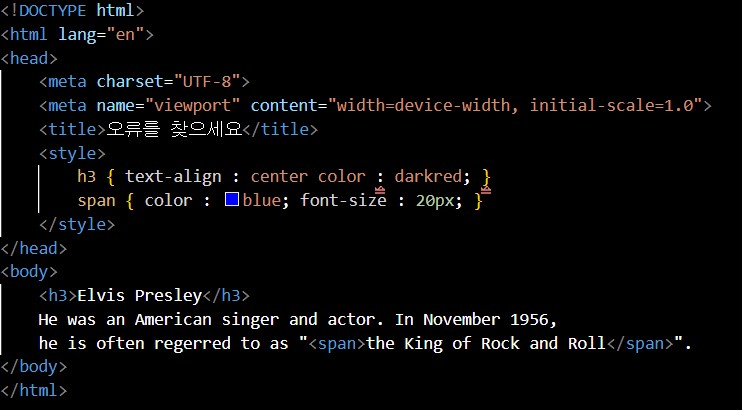 <!DOCTYPE html>
<html lang="en">
<head>
    <meta charset="UTF-8">
    <meta name="viewport" content="width=device-width, initial-scale=1.0">
    <title>오류를 찾으세요</title>
    <style>
        h3 { text-align : center color : darkred; }
        span { color : blue; font-size : 20px; }
    </style>
</head>
<body>
    <h3>Elvis Presley</h3>
    He was an American singer and actor. In November 1956,
    he is often regerred to as "<span>the King of Rock and Roll</span>".
</body>
</html>